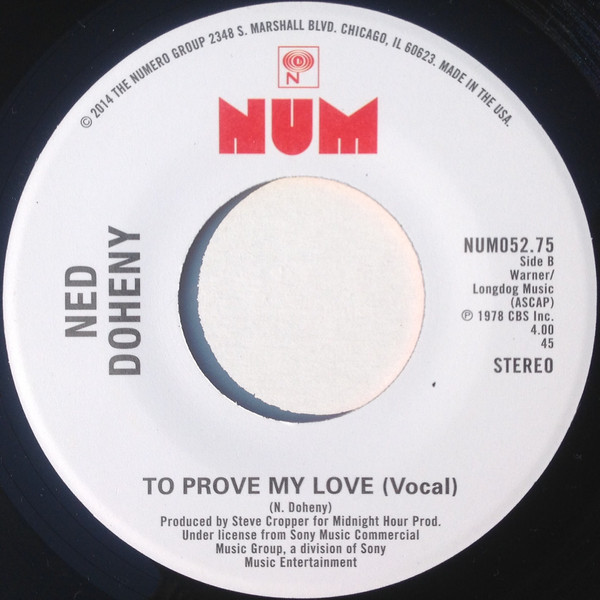 © 2014 THE NUMERO GROUP 2348 S. MARSHALL BLVD. CHICAGO, IL 60623. MADE IN THE USA.
N
NUM
NED
DOHENY
NUM052.75
Side B
Warner/
Longdog Music
(ASCAP)
℗ 1978 CBS Inc.
4.00
45
STEREO
TO PROVE MY LOVE (Vocal)
(N. Doheny)
Produced by Steve Cropper for Midnight Hour Prod.
Under license from Sony Music Commercial
Music Group, a division of Sony
Music Entertainment